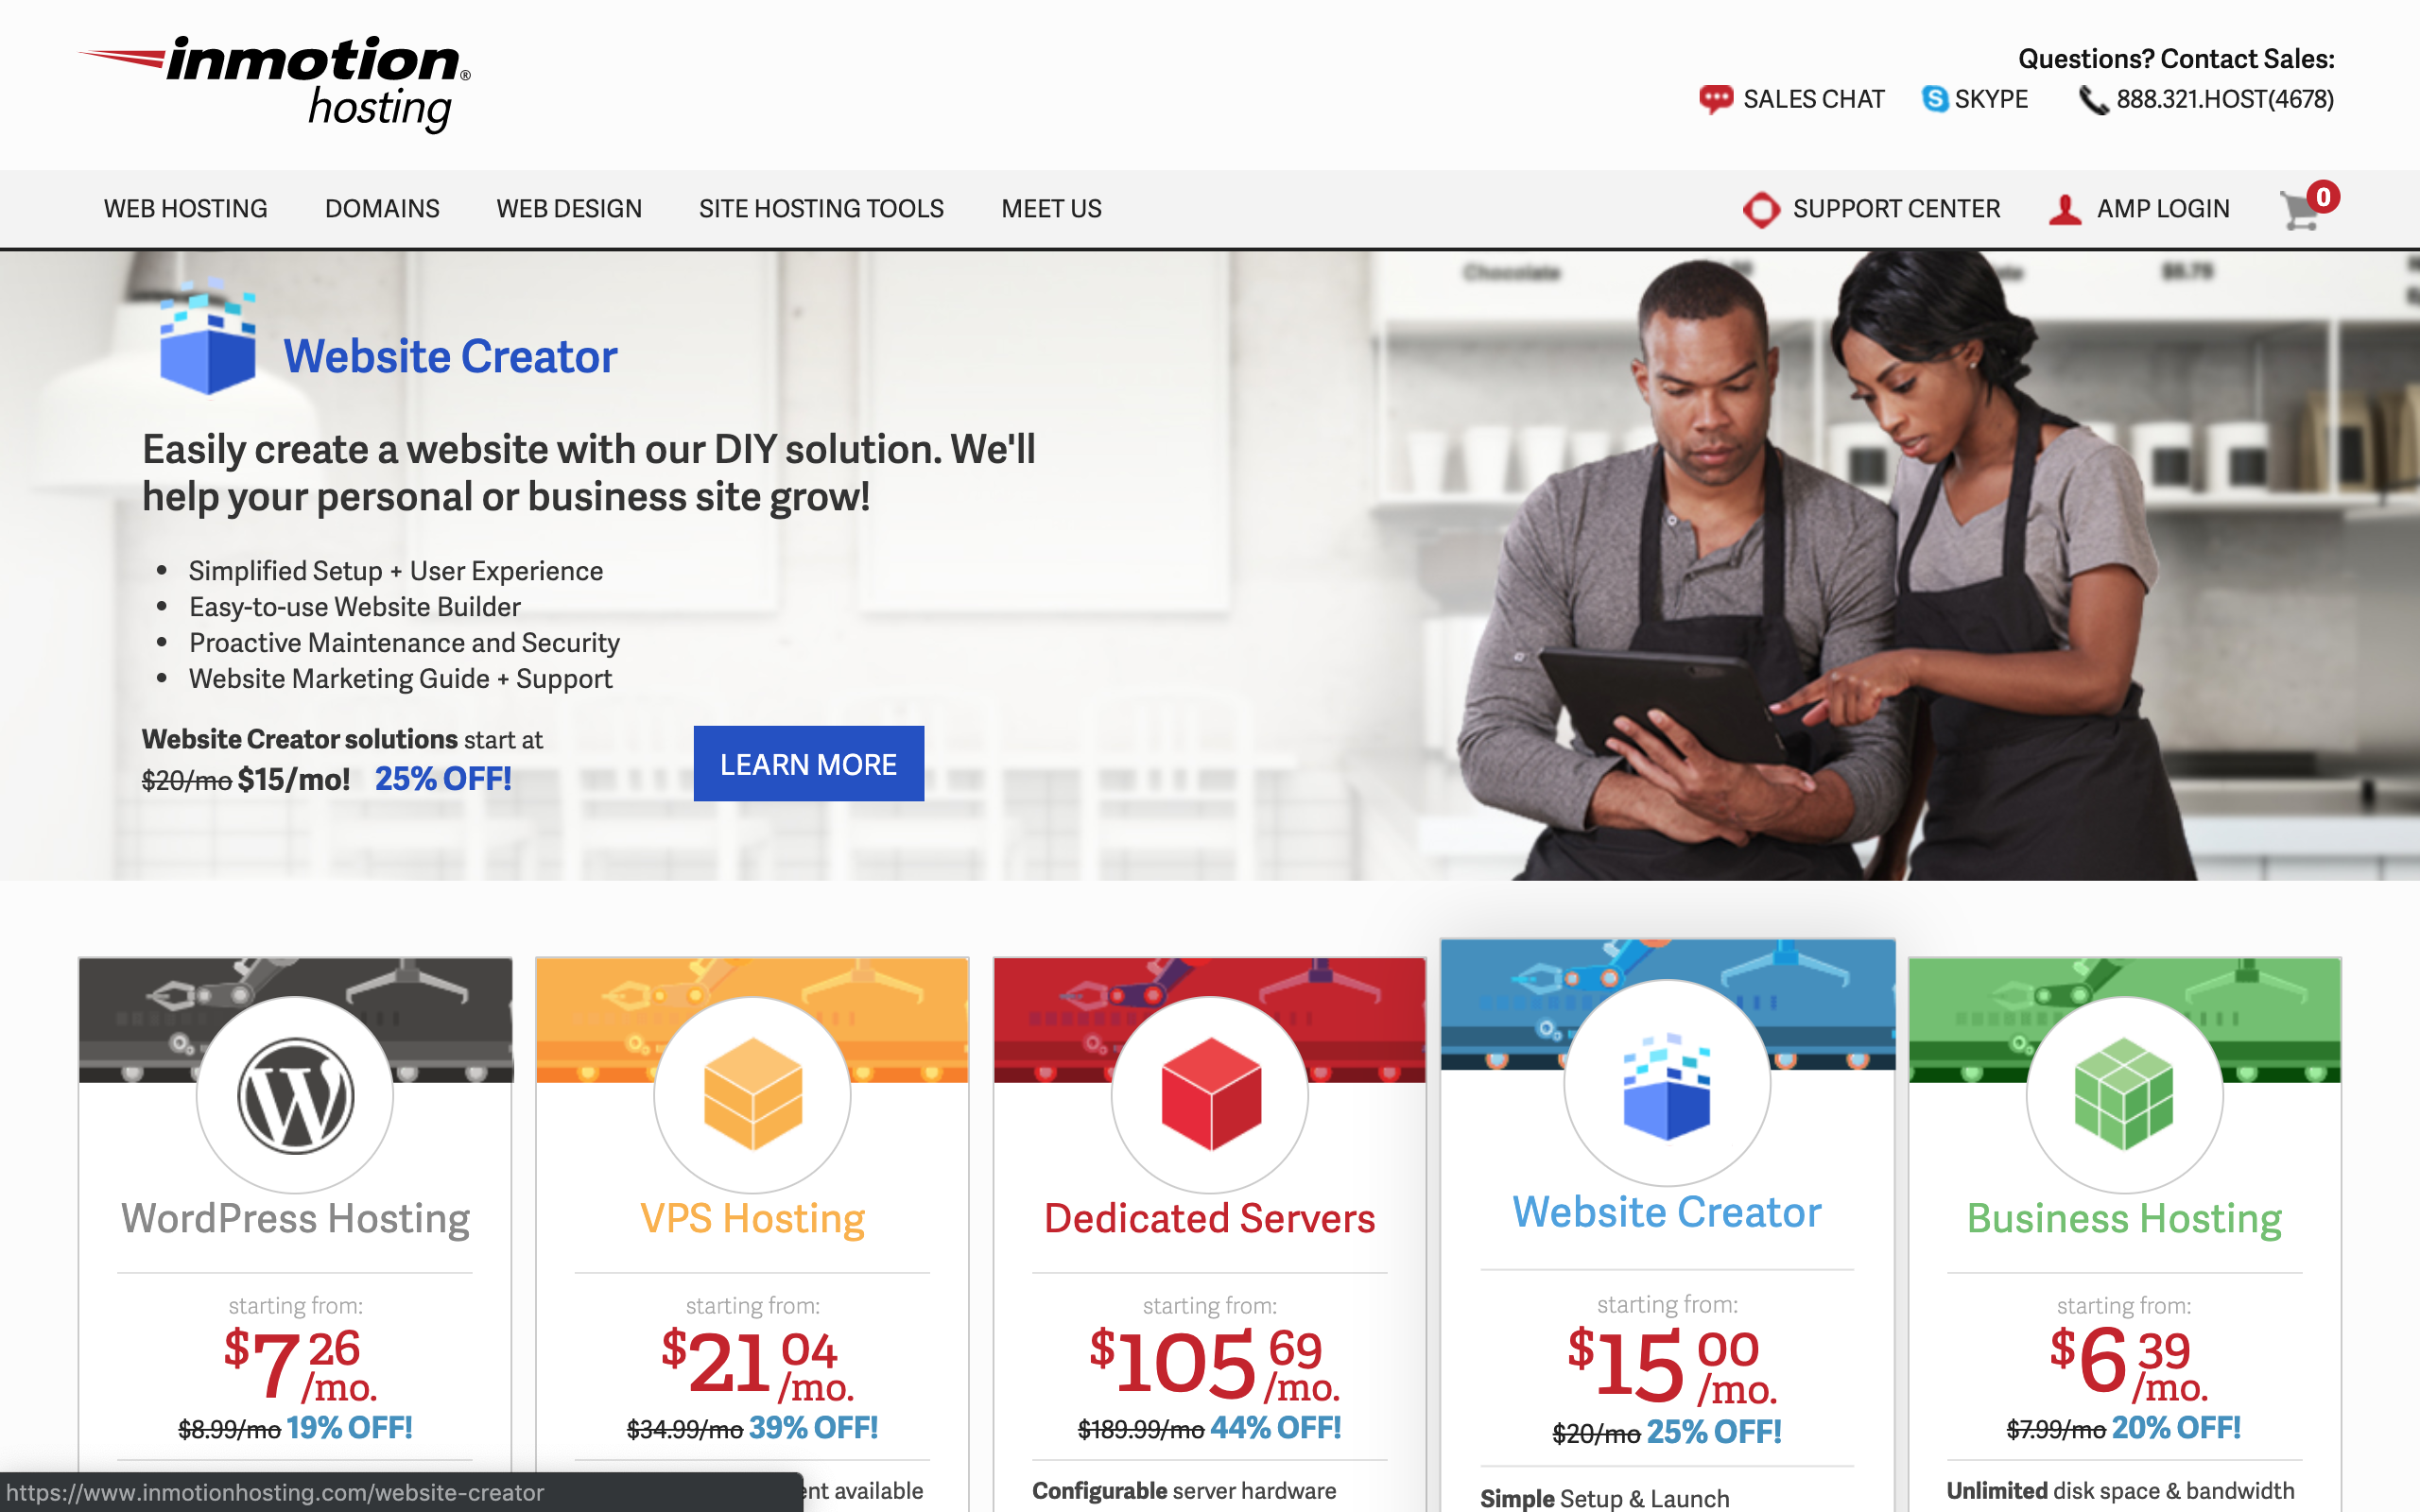 inmotion®
hosting
Questions? Contact Sales:
SALES CHAT SKYPE 888.321.HOST(4678)
WEB HOSTING DOMAINS WEB DESIGN SITE HOSTING TOOLS MEET US SUPPORT CENTER AMP LOGIN 0
Chocolate $8.75
Website Creator
Easily create a website with our DIY solution. We'll
help your personal or business site grow!
• Simplified Setup + User Experience
• Easy-to-use Website Builder
• Proactive Maintenance and Security
• Website Marketing Guide + Support
Website Creator solutions start at
$20/mo $15/mo! 25% OFF!
LEARN MORE
WordPress Hosting
starting from:
$7 26 /mo.
$8.99/mo 19% OFF!
VPS Hosting
starting from:
$21 04 /mo.
$34.99/mo 39% OFF!
ent available
Dedicated Servers
starting from:
$105 69 /mo.
$189.99/mo 44% OFF!
Configurable server hardware
Website Creator
starting from:
$15 00 /mo.
$20/mo 25% OFF!
Simple Setup & Launch
Business Hosting
starting from:
$6 39 /mo.
$7.99/mo 20% OFF!
Unlimited disk space & bandwidth
https://www.inmotionhosting.com/website-creator